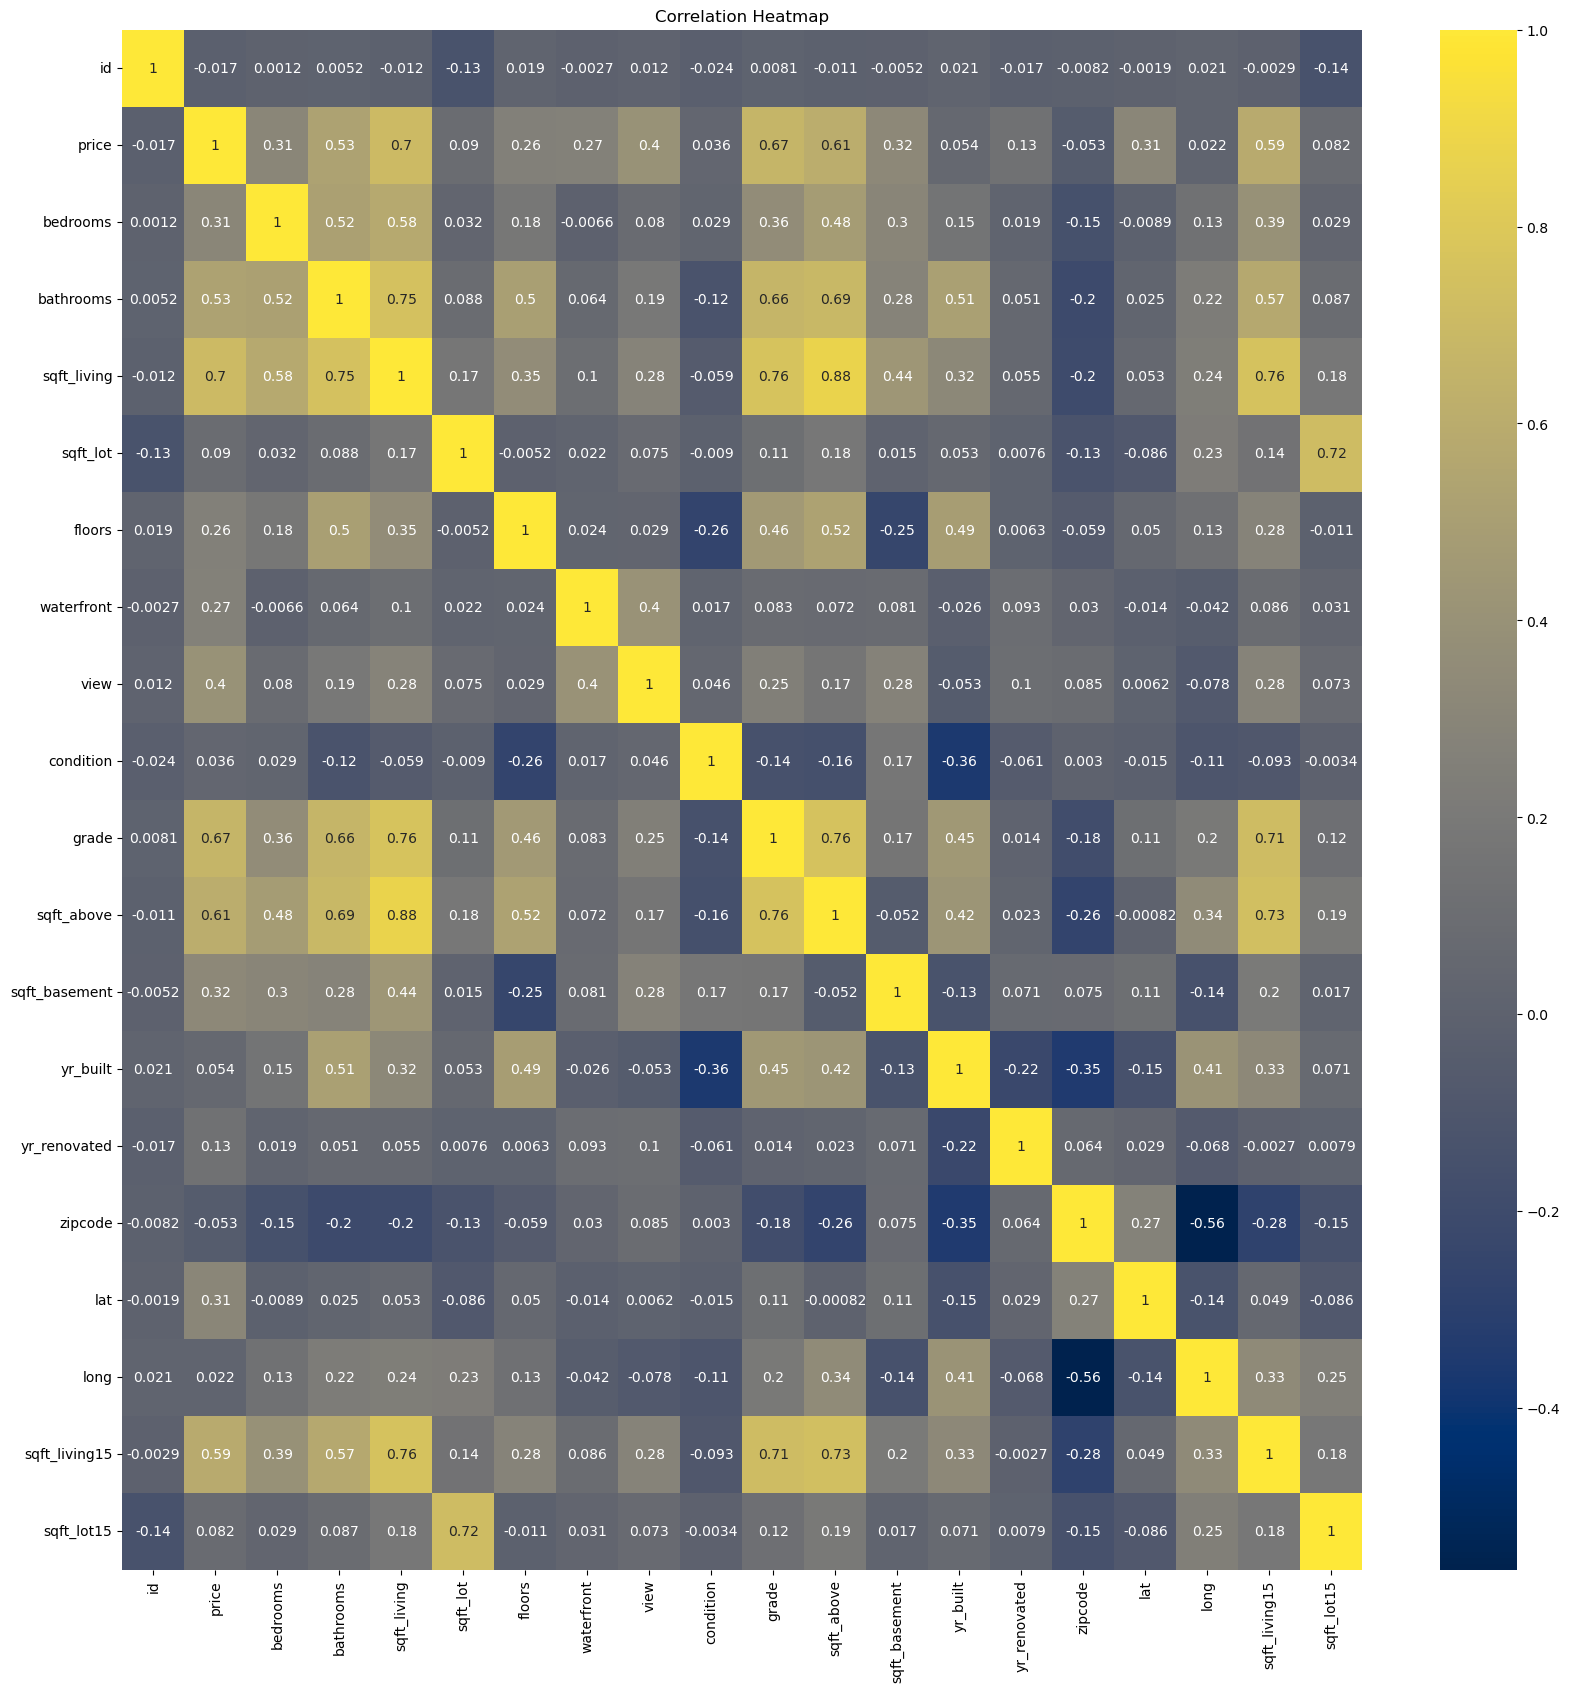 Correlation Heatmap
id 1 -0.017 0.0012 0.0052 -0.012 -0.13 0.019 -0.0027 0.012 -0.024 0.0081 -0.011 -0.0052 0.021 -0.017 -0.0082 -0.0019 0.021 -0.0029 -0.14
price -0.017 1 0.31 0.53 0.7 0.09 0.26 0.27 0.4 0.036 0.67 0.61 0.32 0.054 0.13 -0.053 0.31 0.022 0.59 0.082
bedrooms 0.0012 0.31 1 0.52 0.58 0.032 0.18 -0.0066 0.08 0.029 0.36 0.48 0.3 0.15 0.019 -0.15 -0.0089 0.13 0.39 0.029
bathrooms 0.0052 0.53 0.52 1 0.75 0.088 0.5 0.064 0.19 -0.12 0.66 0.69 0.28 0.51 0.051 -0.2 0.025 0.22 0.57 0.087
sqft_living -0.012 0.7 0.58 0.75 1 0.17 0.35 0.1 0.28 -0.059 0.76 0.88 0.44 0.32 0.055 -0.2 0.053 0.24 0.76 0.18
sqft_lot -0.13 0.09 0.032 0.088 0.17 1 -0.0052 0.022 0.075 -0.009 0.11 0.18 0.015 0.053 0.0076 -0.13 -0.086 0.23 0.14 0.72
floors 0.019 0.26 0.18 0.5 0.35 -0.0052 1 0.024 0.029 -0.26 0.46 0.52 -0.25 0.49 0.0063 -0.059 0.05 0.13 0.28 -0.011
waterfront -0.0027 0.27 -0.0066 0.064 0.1 0.022 0.024 1 0.4 0.017 0.083 0.072 0.081 -0.026 0.093 0.03 -0.014 -0.042 0.086 0.031
view 0.012 0.4 0.08 0.19 0.28 0.075 0.029 0.4 1 0.046 0.25 0.17 0.28 -0.053 0.1 0.085 0.0062 -0.078 0.28 0.073
condition -0.024 0.036 0.029 -0.12 -0.059 -0.009 -0.26 0.017 0.046 1 -0.14 -0.16 0.17 -0.36 -0.061 0.003 -0.015 -0.11 -0.093 -0.0034
grade 0.0081 0.67 0.36 0.66 0.76 0.11 0.46 0.083 0.25 -0.14 1 0.76 0.17 0.45 0.014 -0.18 0.11 0.2 0.71 0.12
sqft_above -0.011 0.61 0.48 0.69 0.88 0.18 0.52 0.072 0.17 -0.16 0.76 1 -0.052 0.42 0.023 -0.26 -0.00082 0.34 0.73 0.19
sqft_basement -0.0052 0.32 0.3 0.28 0.44 0.015 -0.25 0.081 0.28 0.17 0.17 -0.052 1 -0.13 0.071 0.075 0.11 -0.14 0.2 0.017
yr_built 0.021 0.054 0.15 0.51 0.32 0.053 0.49 -0.026 -0.053 -0.36 0.45 0.42 -0.13 1 -0.22 -0.35 -0.15 0.41 0.33 0.071
yr_renovated -0.017 0.13 0.019 0.051 0.055 0.0076 0.0063 0.093 0.1 -0.061 0.014 0.023 0.071 -0.22 1 0.064 0.029 -0.068 -0.0027 0.0079
zipcode -0.0082 -0.053 -0.15 -0.2 -0.2 -0.13 -0.059 0.03 0.085 0.003 -0.18 -0.26 0.075 -0.35 0.064 1 0.27 -0.56 -0.28 -0.15
lat -0.0019 0.31 -0.0089 0.025 0.053 -0.086 0.05 -0.014 0.0062 -0.015 0.11 -0.00082 0.11 -0.15 0.029 0.27 1 -0.14 0.049 -0.086
long 0.021 0.022 0.13 0.22 0.24 0.23 0.13 -0.042 -0.078 -0.11 0.2 0.34 -0.14 0.41 -0.068 -0.56 -0.14 1 0.33 0.25
sqft_living15 -0.0029 0.59 0.39 0.57 0.76 0.14 0.28 0.086 0.28 -0.093 0.71 0.73 0.2 0.33 -0.0027 -0.28 0.049 0.33 1 0.18
sqft_lot15 -0.14 0.082 0.029 0.087 0.18 0.72 -0.011 0.031 0.073 -0.0034 0.12 0.19 0.017 0.071 0.0079 -0.15 -0.086 0.25 0.18 1
id price bedrooms bathrooms sqft_living sqft_lot floors waterfront view condition grade sqft_above sqft_basement yr_built yr_renovated zipcode lat long sqft_living15 sqft_lot15
1.0
0.8
0.6
0.4
0.2
0.0
−0.2
−0.4